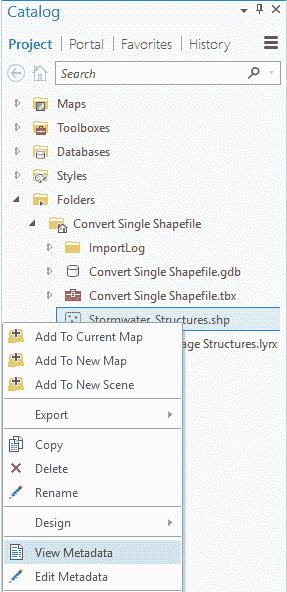 Catalog
Project Portal Favorites History
Search
Maps
Toolboxes
Databases
Styles
Folders
Convert Single Shapefile
ImportLog
Convert Single Shapefile.gdb
Convert Single Shapefile.tbx
Stormwater_Structures.shp
age Structures.lyrx
Add To Current Map
Add To New Map
Add To New Scene
Export
Copy
Delete
Rename
Design
View Metadata
Edit Metadata